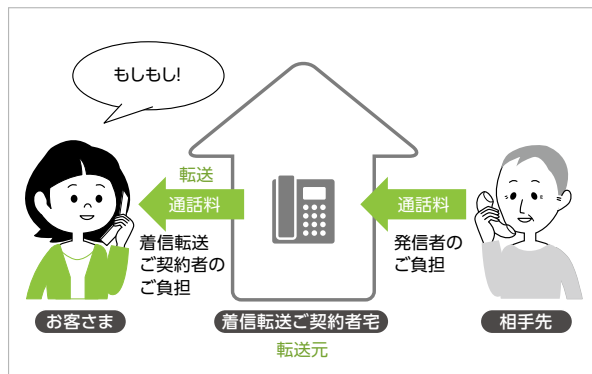 もしもし!
転送
通話料
着信転送
ご契約者の
ご負担
通話料
発信者の
ご負担
お客さま
着信転送ご契約者宅
相手先
転送元